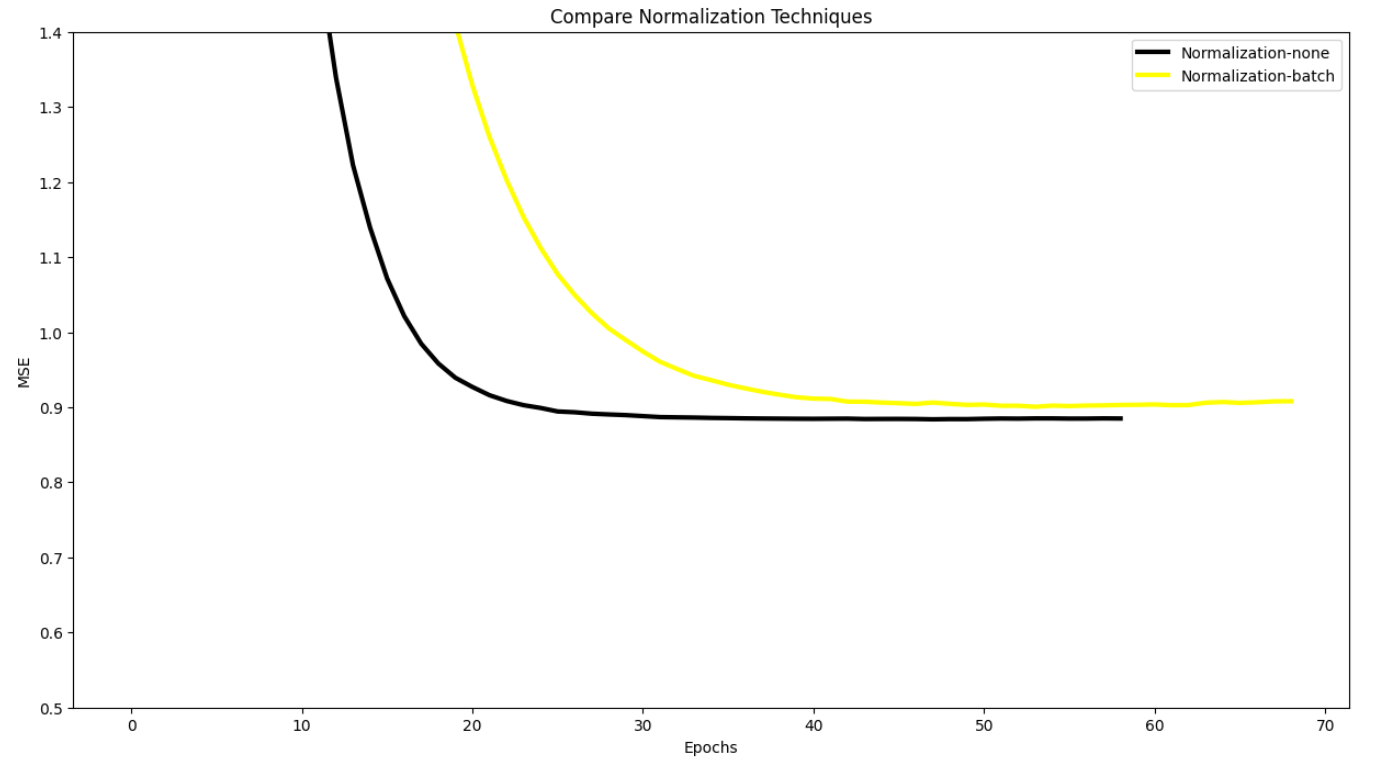 Compare Normalization Techniques
Normalization-none
Normalization-batch
1.4
1.3
1.2
1.1
1.0
0.9
0.8
0.7
0.6
0.5
MSE
0 10 20 30 40 50 60 70
Epochs